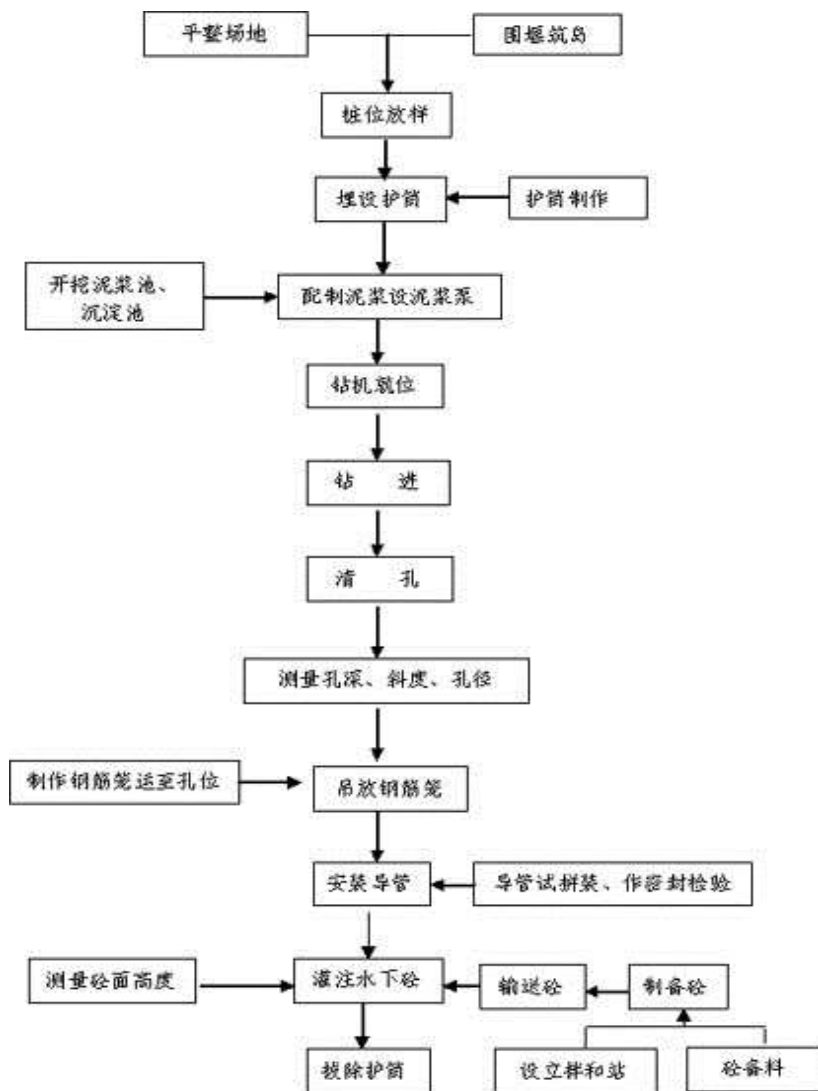 平整场地
围堰筑岛
桩位放样
埋设护筒
护筒制作
开挖泥浆池、
沉淀池
配制泥浆设泥浆泵
钻机就位
钻 进
清 孔
测量孔深、斜度、孔径
制作钢筋笼运至孔位
吊放钢筋笼
安装导管
导管试拼装、作密封检验
测量砼面高度
灌注水下砼
输送砼
制备砼
拔除护筒
设立拌和站
砼备料